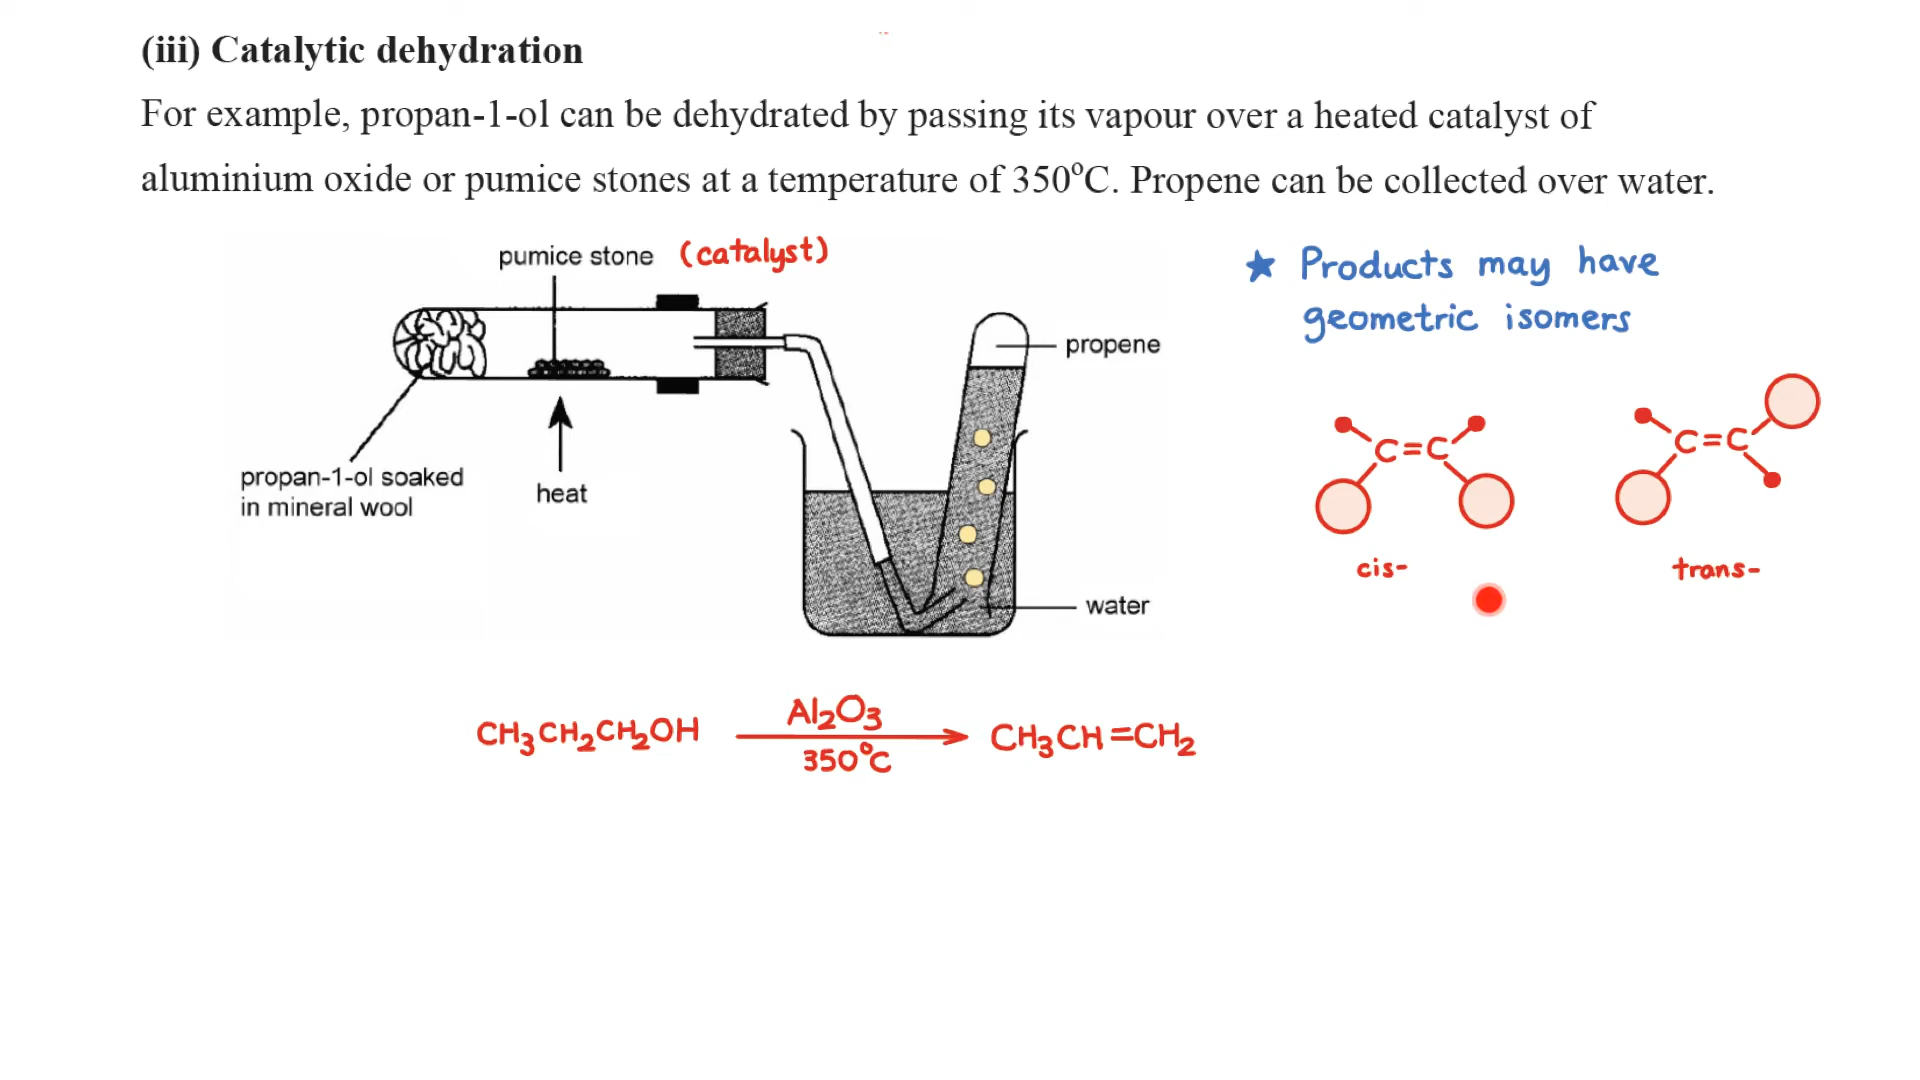 (iii) Catalytic dehydration
For example, propan-1-ol can be dehydrated by passing its vapour over a heated catalyst of
aluminium oxide or pumice stones at a temperature of 350°C. Propene can be collected over water.
pumice stone (catalyst)
★ Products may have
geometric isomers
propene
propan-1-ol soaked
in mineral wool
heat
C=C
C=C
cis-
trans-
water
Al₂O₃
CH₃CH₂CH₂OH
CH₃CH=CH₂
350°C